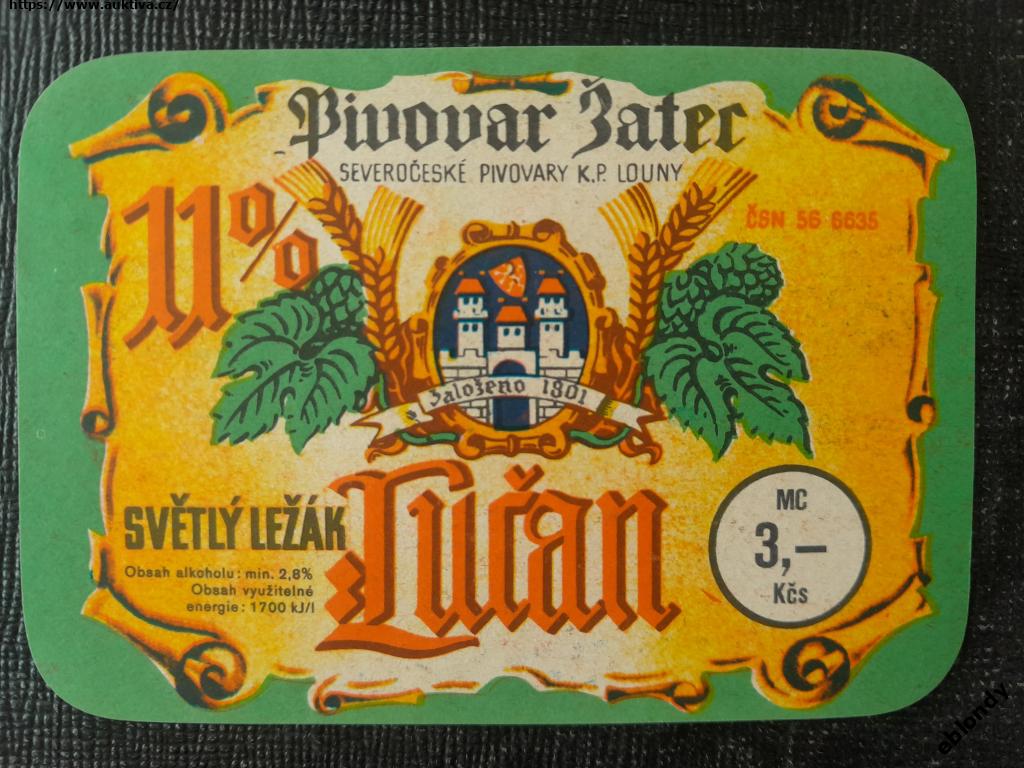 https://www.auktiva.cz/
Pivovar Žatec
SEVEROČESKÉ PIVOVARY K.P. LOUNY
11%
ČSN 56 6635
Založeno 1801
Lučan
SVĚTLÝ LEŽÁK
Obsah alkoholu: min. 2,8%
Obsah využitelné
energie: 1700 kJ/l
MC
3,-
Kčs
eblondy